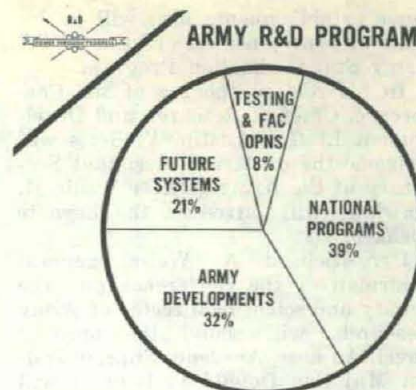 R&D
ARMY R&D PROGRAM
TESTING
& FAC
OPNS
8%
FUTURE
SYSTEMS
21%
NATIONAL
PROGRAMS
39%
ARMY
DEVELOPMENTS
32%